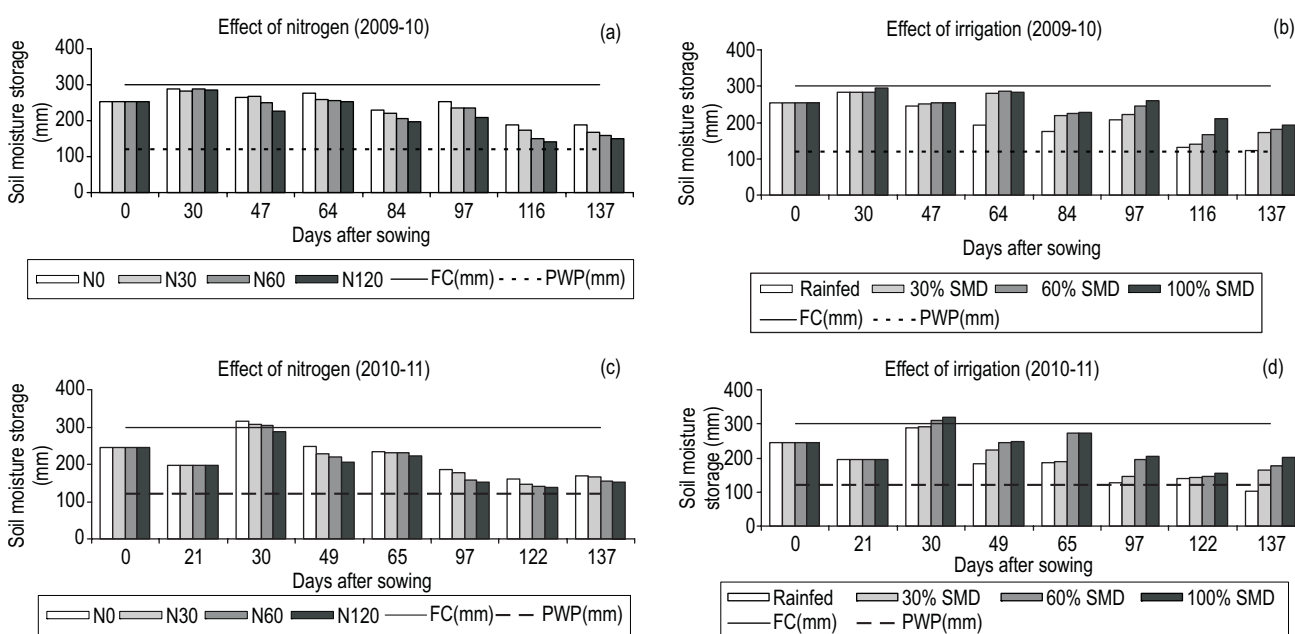 Effect of nitrogen (2009-10)
(a)
Soil moisture storage
(mm)
400
300
200
100
0
0 30 47 64 84 97 116 137
Days after sowing
N0 N30 N60 N120 FC(mm) PWP(mm)
Effect of irrigation (2009-10)
(b)
Soil moisture storage
(mm)
400
300
200
100
0
0 30 47 64 84 97 116 137
Days after sowing
Rainfed 30% SMD 60% SMD 100% SMD
FC(mm) PWP(mm)
Effect of nitrogen (2010-11)
(c)
Soil moisture storage
(mm)
400
300
200
100
0
0 21 30 49 65 97 122 137
Days after sowing
N0 N30 N60 N120 FC(mm) PWP(mm)
Effect of irrigation (2010-11)
(d)
Soil moisture
storage (mm)
400
300
200
100
0
0 21 30 49 65 97 122 137
Days after sowing
Rainfed 30% SMD 60% SMD 100% SMD
FC(mm) PWP(mm)